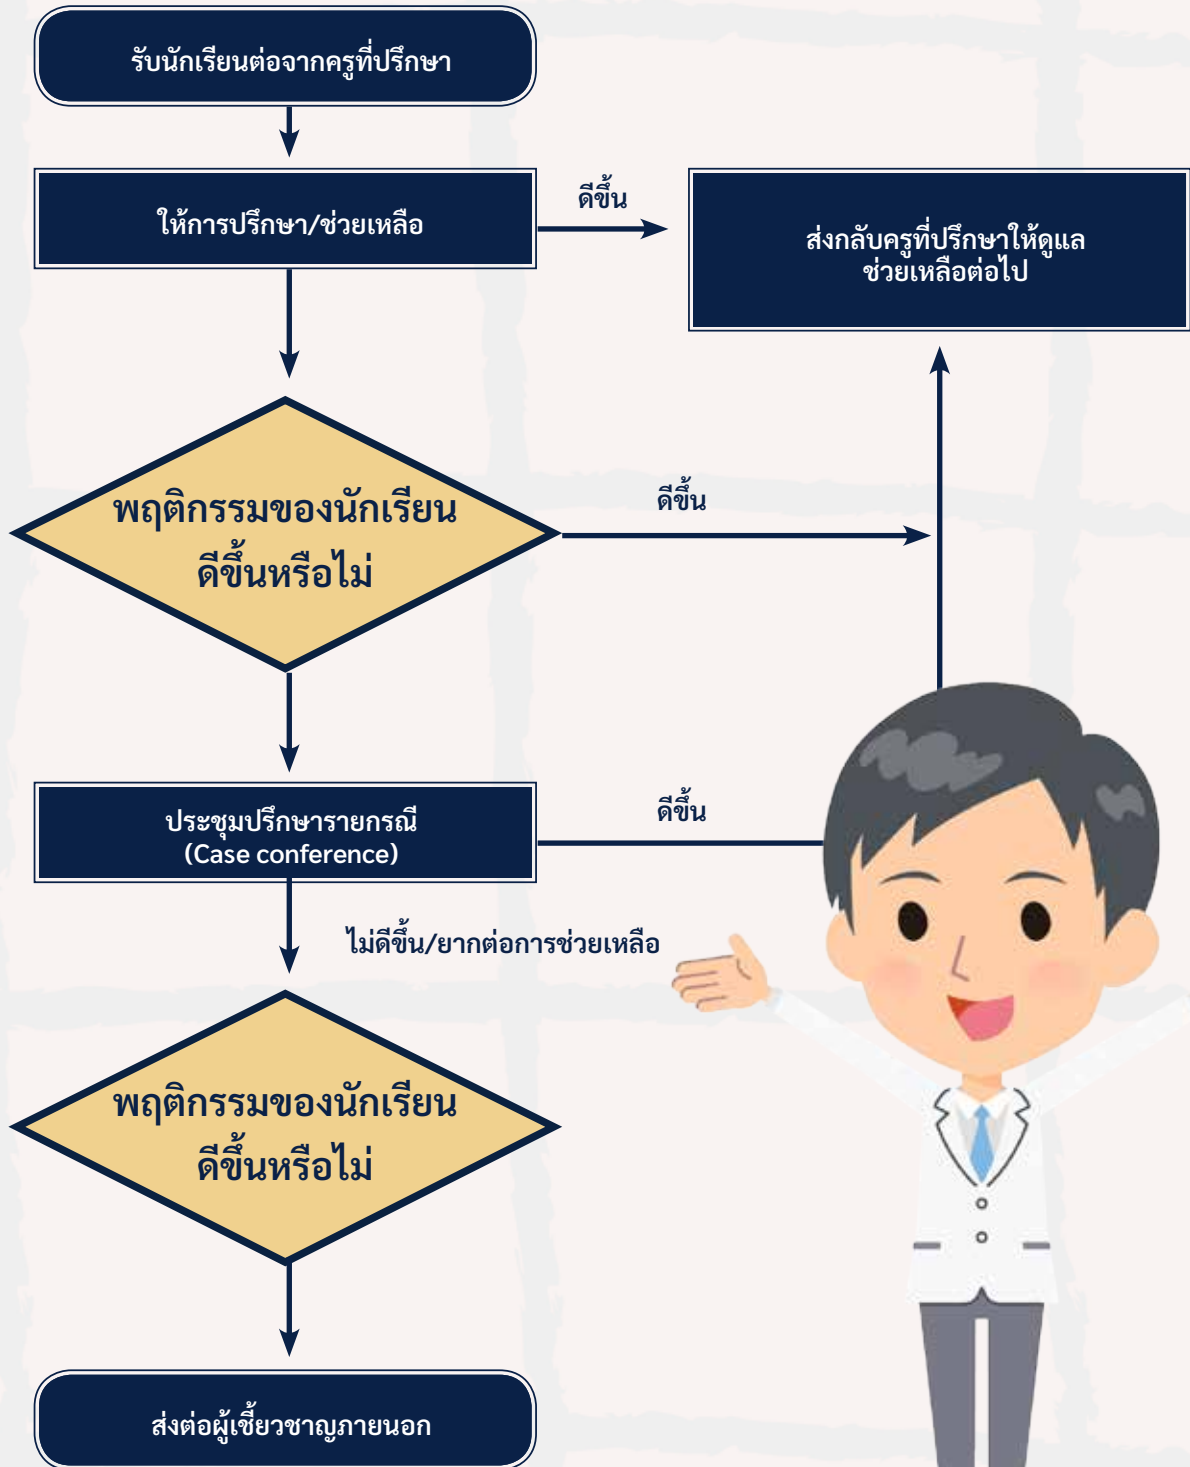 รับนักเรียนต่อจากครูที่ปรึกษา
ให้การปรึกษา/ช่วยเหลือ
ดีขึ้น
ส่งกลับครูที่ปรึกษาให้ดูแล
ช่วยเหลือต่อไป
พฤติกรรมของนักเรียน
ดีขึ้นหรือไม่
ดีขึ้น
ประชุมปรึกษารายกรณี
(Case conference)
ดีขึ้น
ไม่ดีขึ้น/ยากต่อการช่วยเหลือ
พฤติกรรมของนักเรียน
ดีขึ้นหรือไม่
ส่งต่อผู้เชี้ยวชาญภายนอก